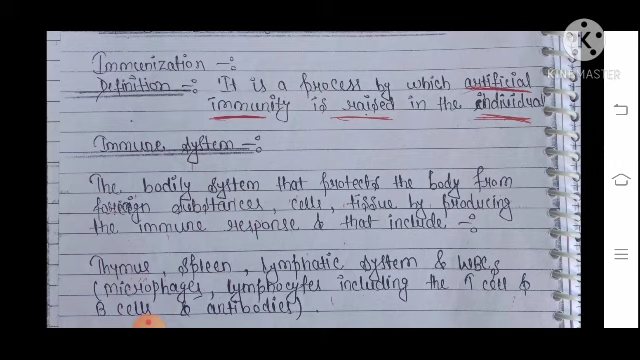 Immunization -:
Definition -: It is a process by which artificial
immunity is raised in the individual
Immune system -:
The bodily system that protects the body from
foreign substances, cells, tissue by producing
the immune response & that include -:
Thymus, Spleen, Lymphatic system & WBCs
(microphages, lymphocytes including the T cell &
B cells & antibodies).
KINEMASTER